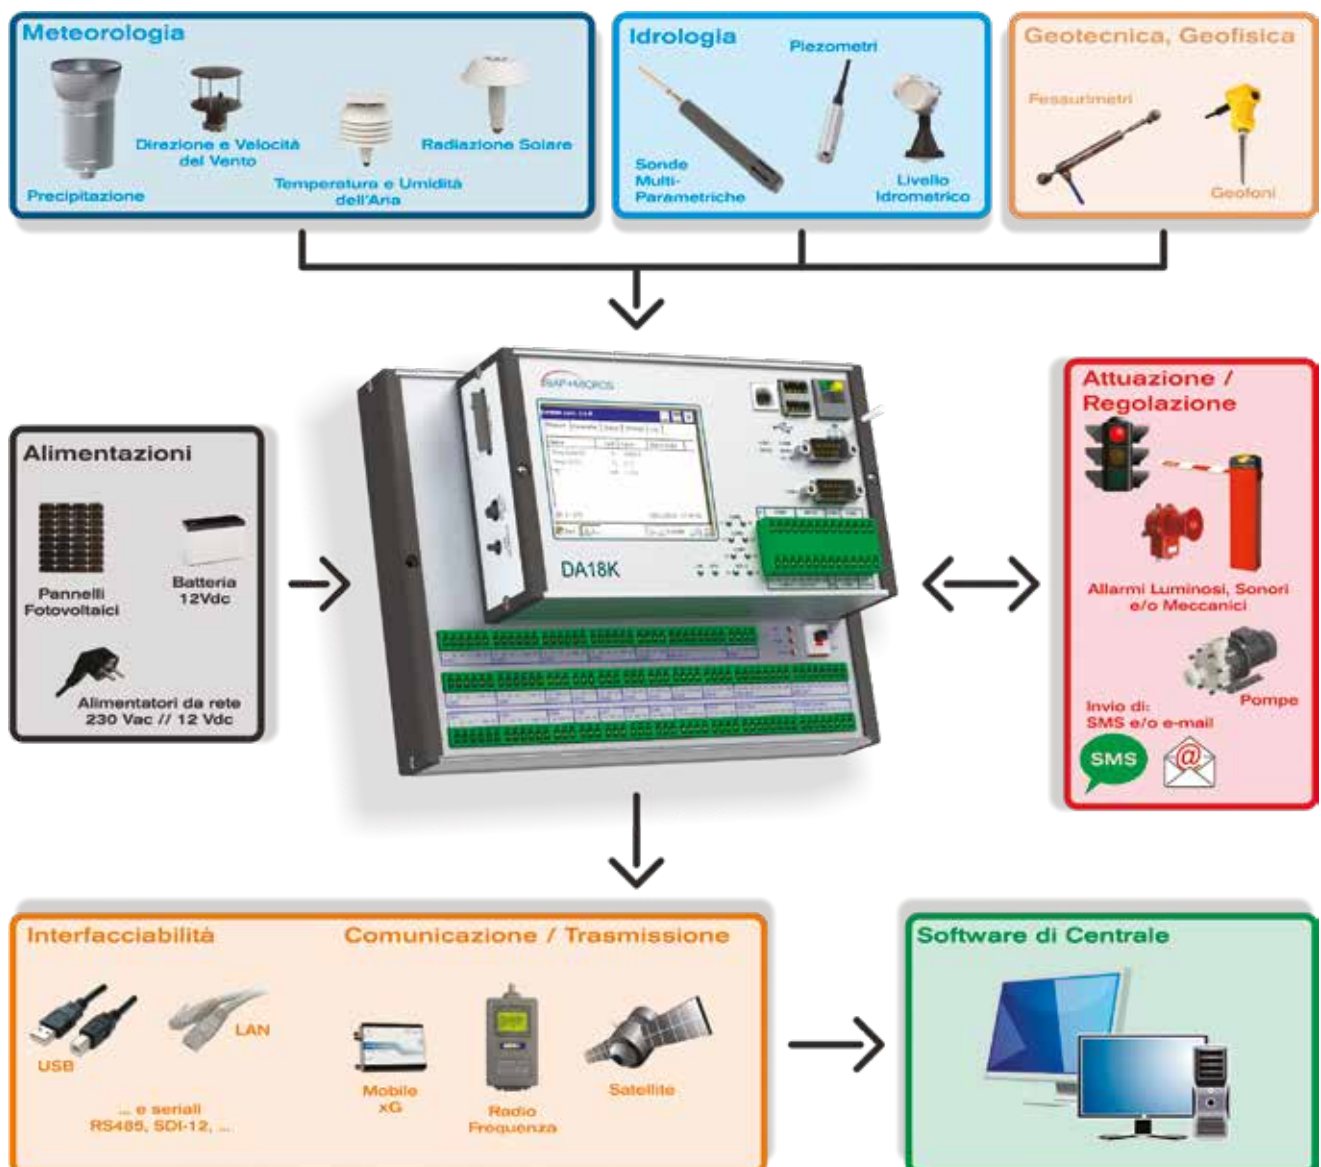 Meteorologia
Precipitazione
Direzione e Velocità
del Vento
Temperatura e Umidità
dell'Aria
Radiazione Solare
Idrologia
Sonde
Multi-
Parametriche
Piezometri
Livello
Idrometrico
Geotecnica, Geofisica
Fessurimetri
Geofoni
Alimentazioni
Pannelli
Fotovoltaici
Batteria
12Vdc
Alimentatori da rete
230 Vac // 12 Vdc
SIAP+MICROS
DA18K
Attuazione /
Regolazione
Allarmi Luminosi, Sonori
e/o Meccanici
Pompe
Invio di:
SMS e/o e-mail
SMS
@
Interfacciabilità
USB
LAN
... e seriali
RS485, SDI-12, ...
Comunicazione / Trasmissione
Mobile
xG
Radio
Frequenza
Satellite
Software di Centrale